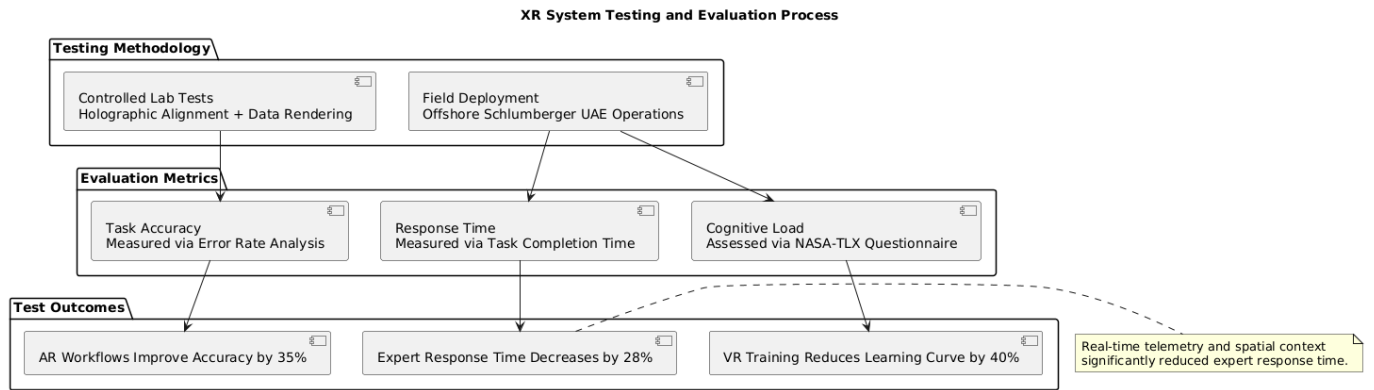 XR System Testing and Evaluation Process
Testing Methodology
Controlled Lab Tests
Holographic Alignment + Data Rendering
Field Deployment
Offshore Schlumberger UAE Operations
Evaluation Metrics
Task Accuracy
Measured via Error Rate Analysis
Response Time
Measured via Task Completion Time
Cognitive Load
Assessed via NASA-TLX Questionnaire
Test Outcomes
AR Workflows Improve Accuracy by 35%
Expert Response Time Decreases by 28%
VR Training Reduces Learning Curve by 40%
Real-time telemetry and spatial context
significantly reduced expert response time.